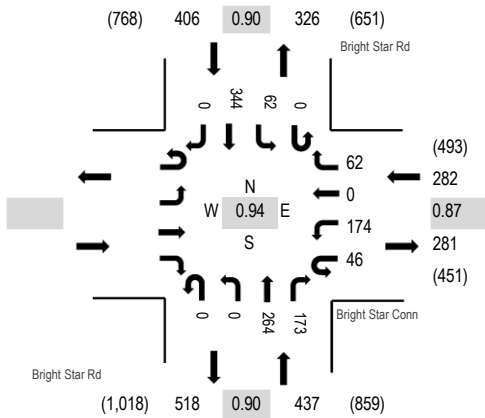 (768) 406 0.90 326 (651)
Bright Star Rd
0 344 62 0
62
(493)
282
N
0
W 0.94 E
0.87
174
S
281
46
(451)
0 0 264 173
Bright Star Conn
Bright Star Rd
(1,018) 518 0.90 437 (859)